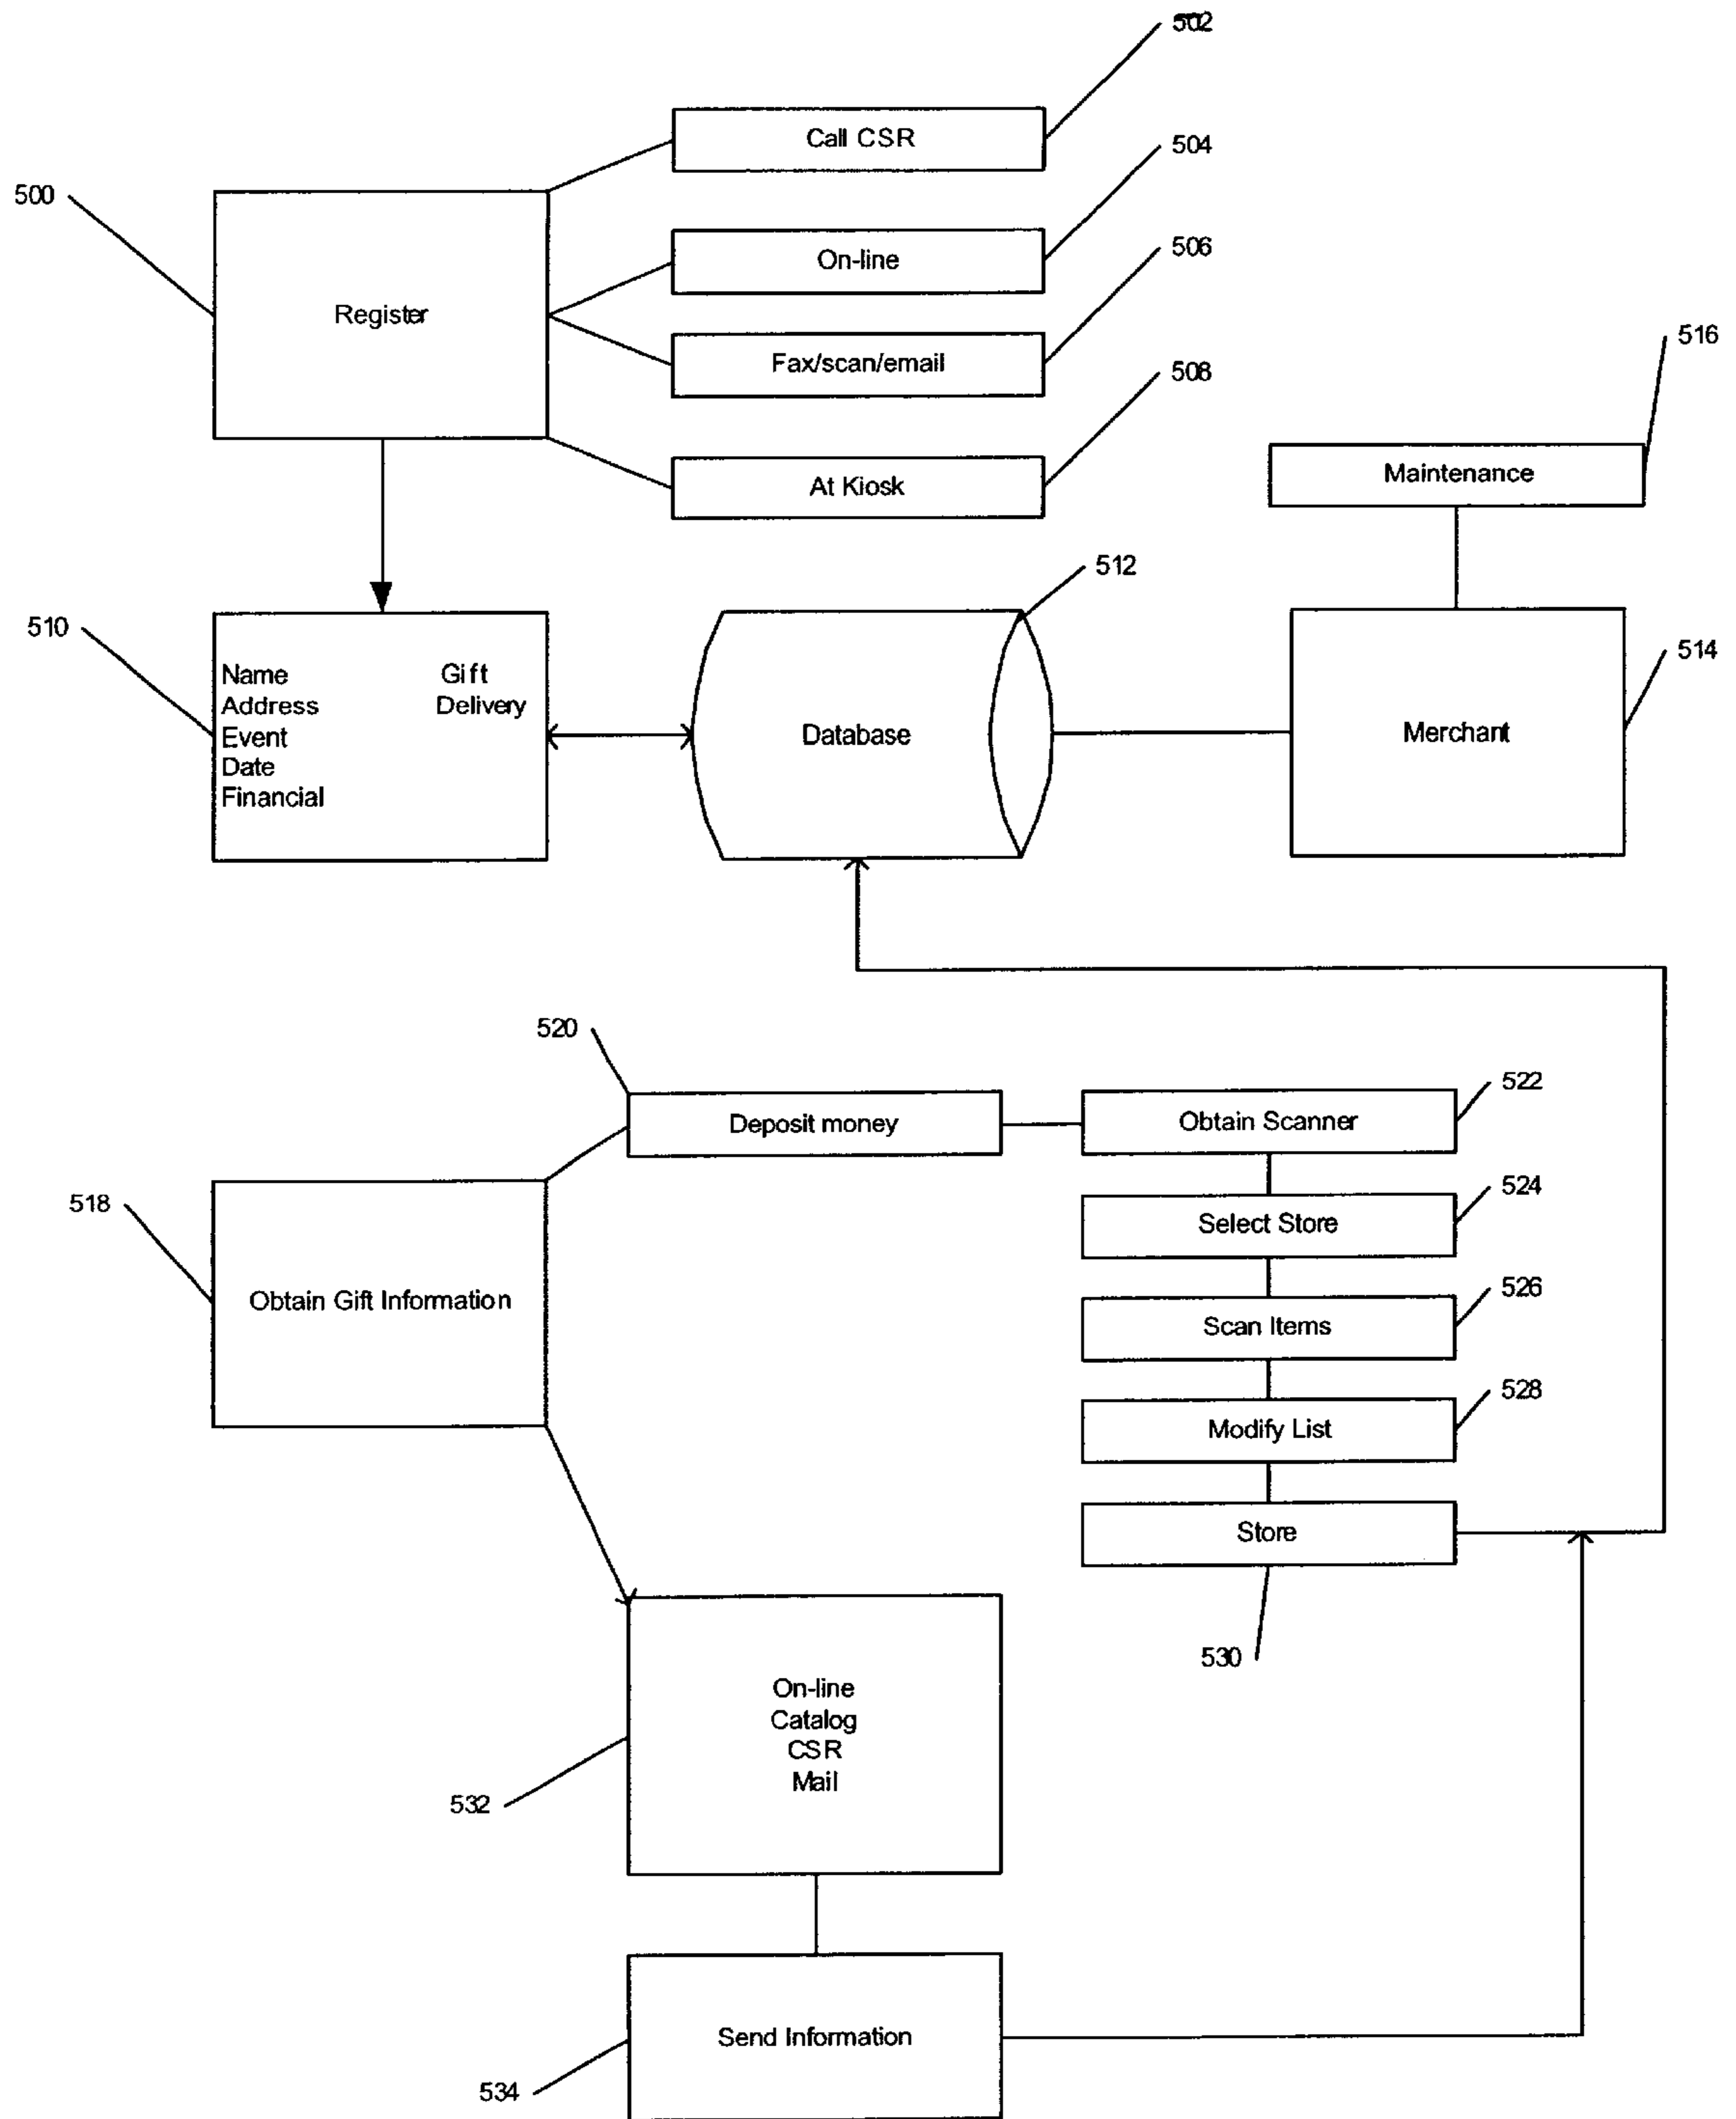 502
Call CSR
504
500
On-line
506
Register
516
Fax/scan/email
508
Maintenance
At Kiosk
512
510
514
Name
Address
Event
Date
Financial
Gift
Delivery
Database
Merchant
520
522
Deposit money
Obtain Scanner
524
518
Select Store
526
Obtain Gift Information
Scan Items
528
Modify List
Store
530
On-line
Catalog
CSR
Mail
532
Send Information
534